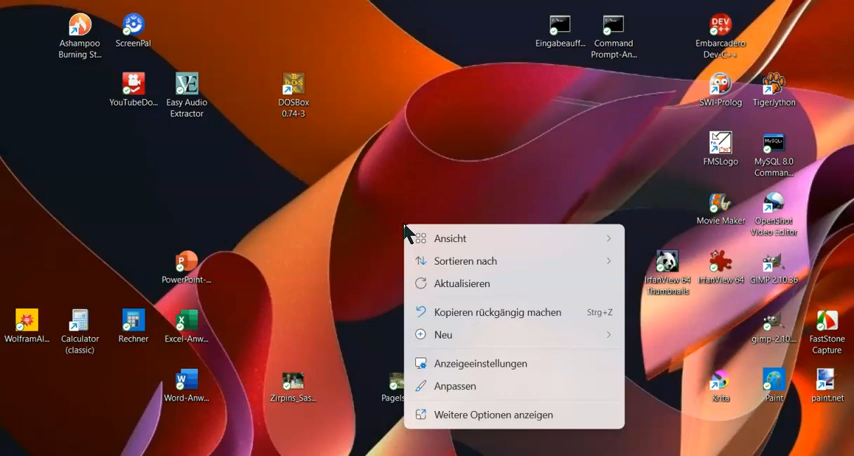 Ashampoo
Burning St...
ScreenPal
Eingabeauff...
Command
Prompt-An...
Embarcadero
Dev-C++
YouTubeDo...
Easy Audio
Extractor
DOSBox
0.74-3
SWI-Prolog
TigerJython
FMSLogo
MySQL 8.0
Comman...
Movie Maker
OpenShot
Video Editor
PowerPoint-...
IrfanView 64
Thumbnails
IrfanView 64
GIMP 2.10.36
WolframAl...
Calculator
(classic)
Rechner
Excel-Anw...
gimp-2.10...
FastStone
Capture
Word-Anw...
Zirpins_Sas...
Krita
Paint
paint.net
Ansicht
Sortieren nach
Aktualisieren
Kopieren rückgängig machen Strg+Z
Neu
Anzeigeeinstellungen
Anpassen
Weitere Optionen anzeigen